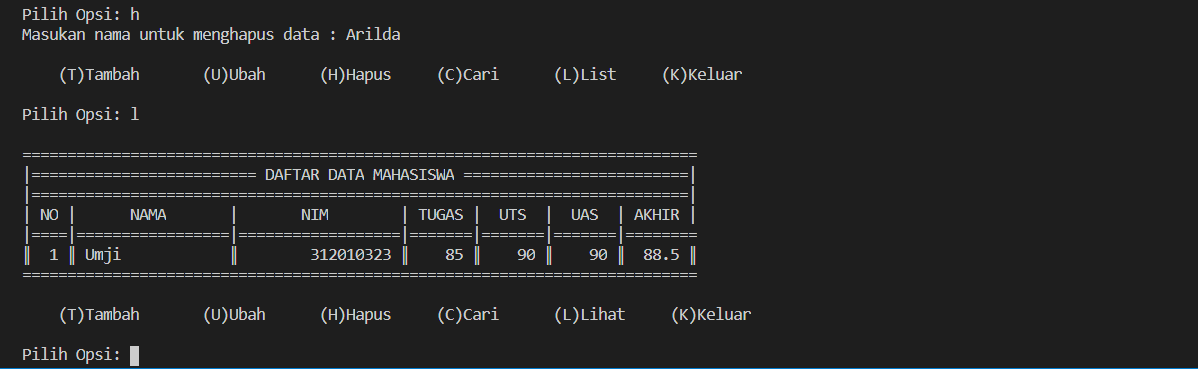 Pilih Opsi: h
Masukan nama untuk menghapus data : Arilda
(T)Tambah (U)Ubah (H)Hapus (C)Cari (L)List (K)Keluar
Pilih Opsi: l
===========================================================================
|========================= DAFTAR DATA MAHASISWA =========================|
|=========================================================================|
| NO | NAMA | NIM | TUGAS | UTS | UAS | AKHIR |
|====|=================|==================|=======|=======|=======|========
║ 1 ║ Umji ║ 312010323 ║ 85 ║ 90 ║ 90 ║ 88.5 ║
===========================================================================
(T)Tambah (U)Ubah (H)Hapus (C)Cari (L)Lihat (K)Keluar
Pilih Opsi: